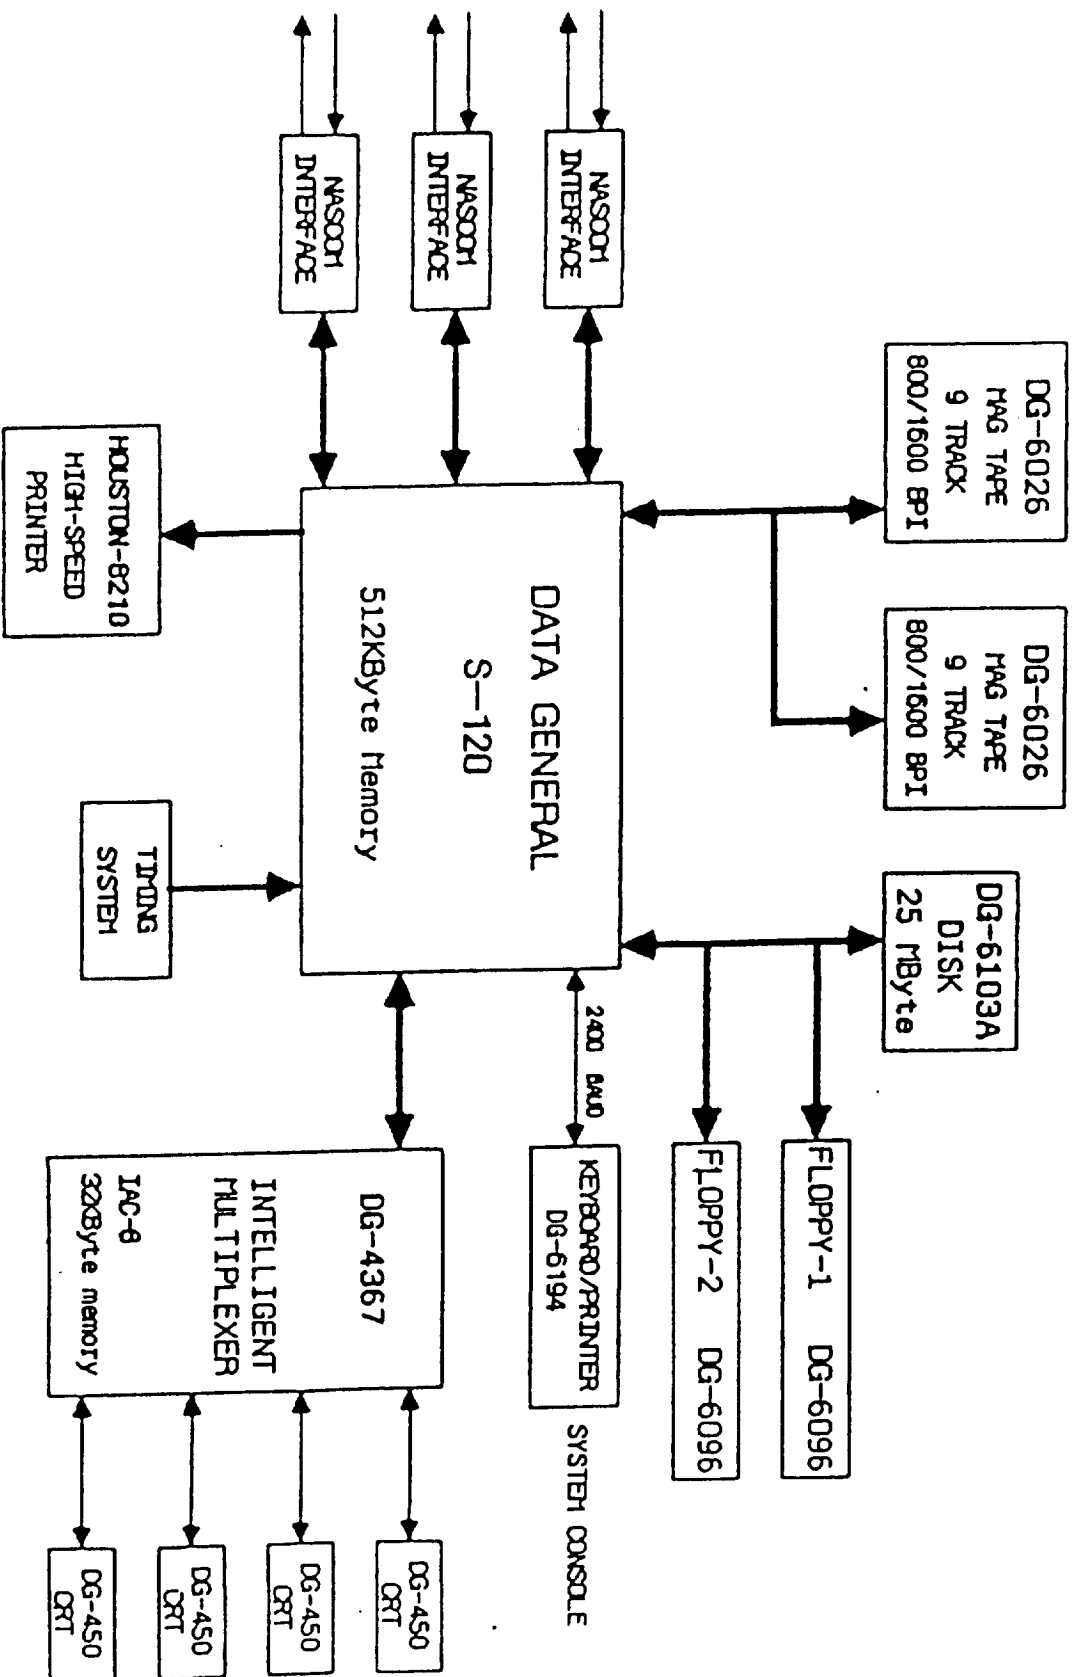 DG-6026
MAG TAPE
9 TRACK
800/1600 BPI
DG-6026
MAG TAPE
9 TRACK
800/1600 BPI
DG-6103A
DISK
25 MByte
FLOPPY-1 DG-6096
FLOPPY-2 DG-6096
NASCOM
INTERFACE
NASCOM
INTERFACE
NASCOM
INTERFACE
DATA GENERAL
S-120
512KByte Memory
2400 BAUD
KEYBOARD/PRINTER
DG-6194
SYSTEM CONSOLE
DG-4367
INTELLIGENT
MULTIPLEXER
IAC-8
32KByte memory
DG-450
CRT
DG-450
CRT
DG-450
CRT
DG-450
CRT
HOUSTON-8210
HIGH-SPEED
PRINTER
TIMING
SYSTEM